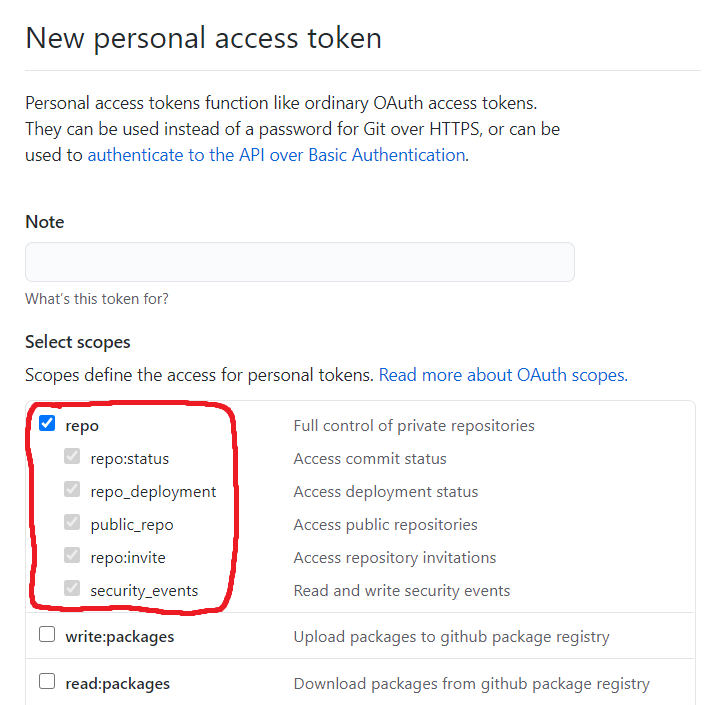 New personal access token
Personal access tokens function like ordinary OAuth access tokens.
They can be used instead of a password for Git over HTTPS, or can be
used to authenticate to the API over Basic Authentication.
Note
What's this token for?
Select scopes
Scopes define the access for personal tokens. Read more about OAuth scopes.
repo Full control of private repositories
repo:status Access commit status
repo_deployment Access deployment status
public_repo Access public repositories
repo:invite Access repository invitations
security_events Read and write security events
write:packages Upload packages to github package registry
read:packages Download packages from github package registry